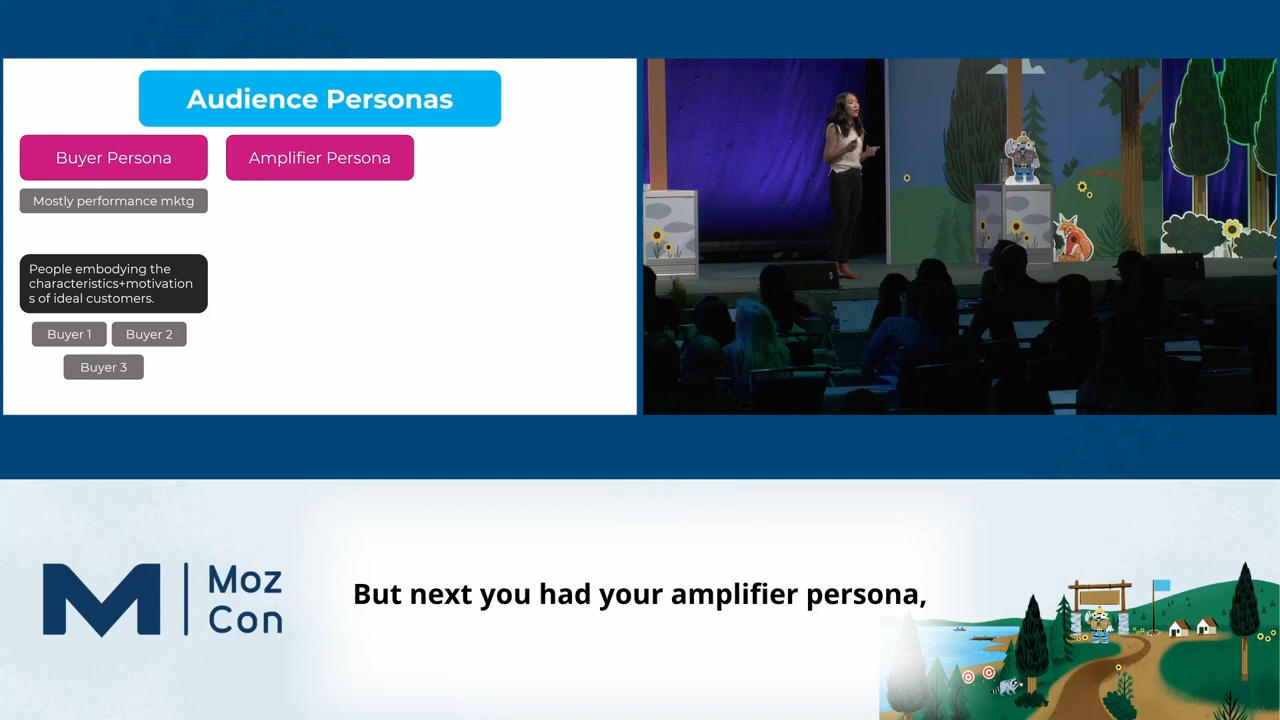 Audience Personas
Buyer Persona
Amplifier Persona
Mostly performance mktg
People embodying the
characteristics+motivation
s of ideal customers.
Buyer 1
Buyer 2
Buyer 3
But next you had your amplifier persona,
Moz
Con